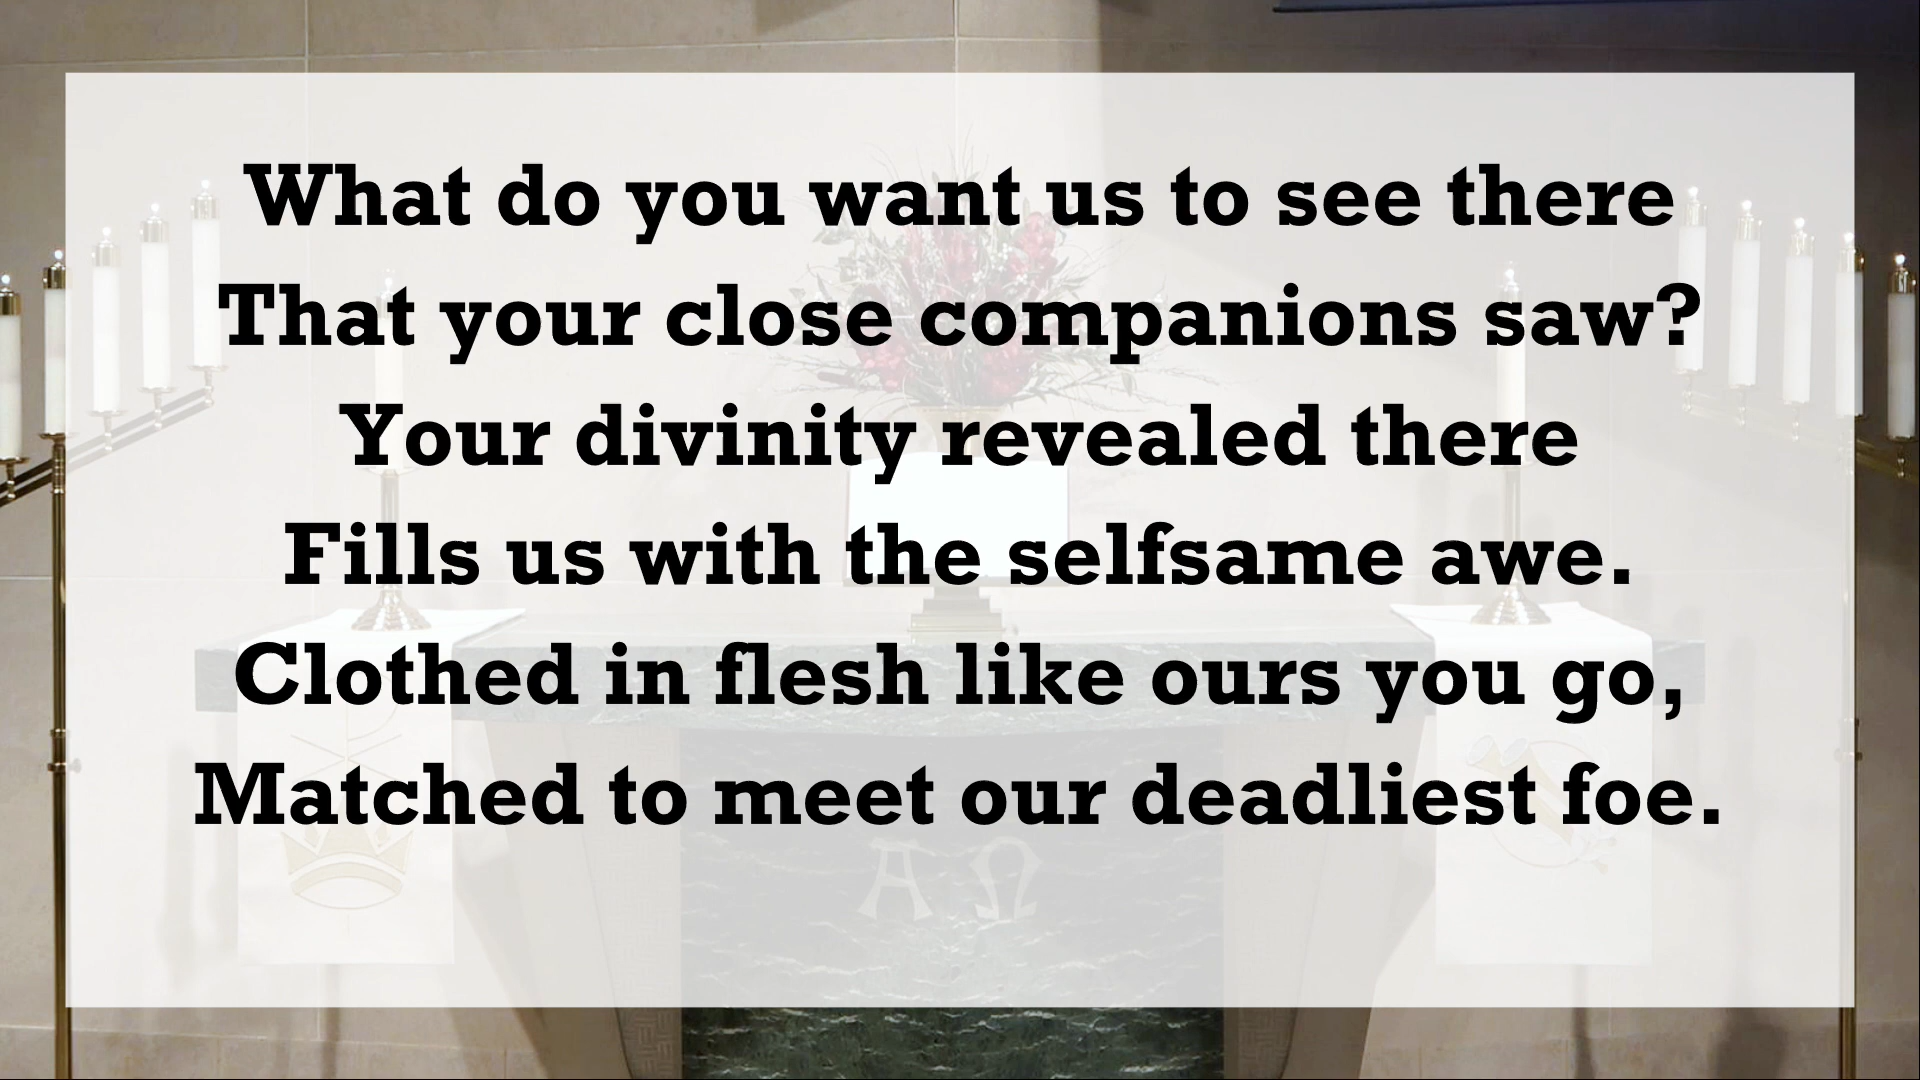 What do you want us to see there
That your close companions saw?
Your divinity revealed there
Fills us with the selfsame awe.
Clothed in flesh like ours you go,
Matched to meet our deadliest foe.
Α Ω